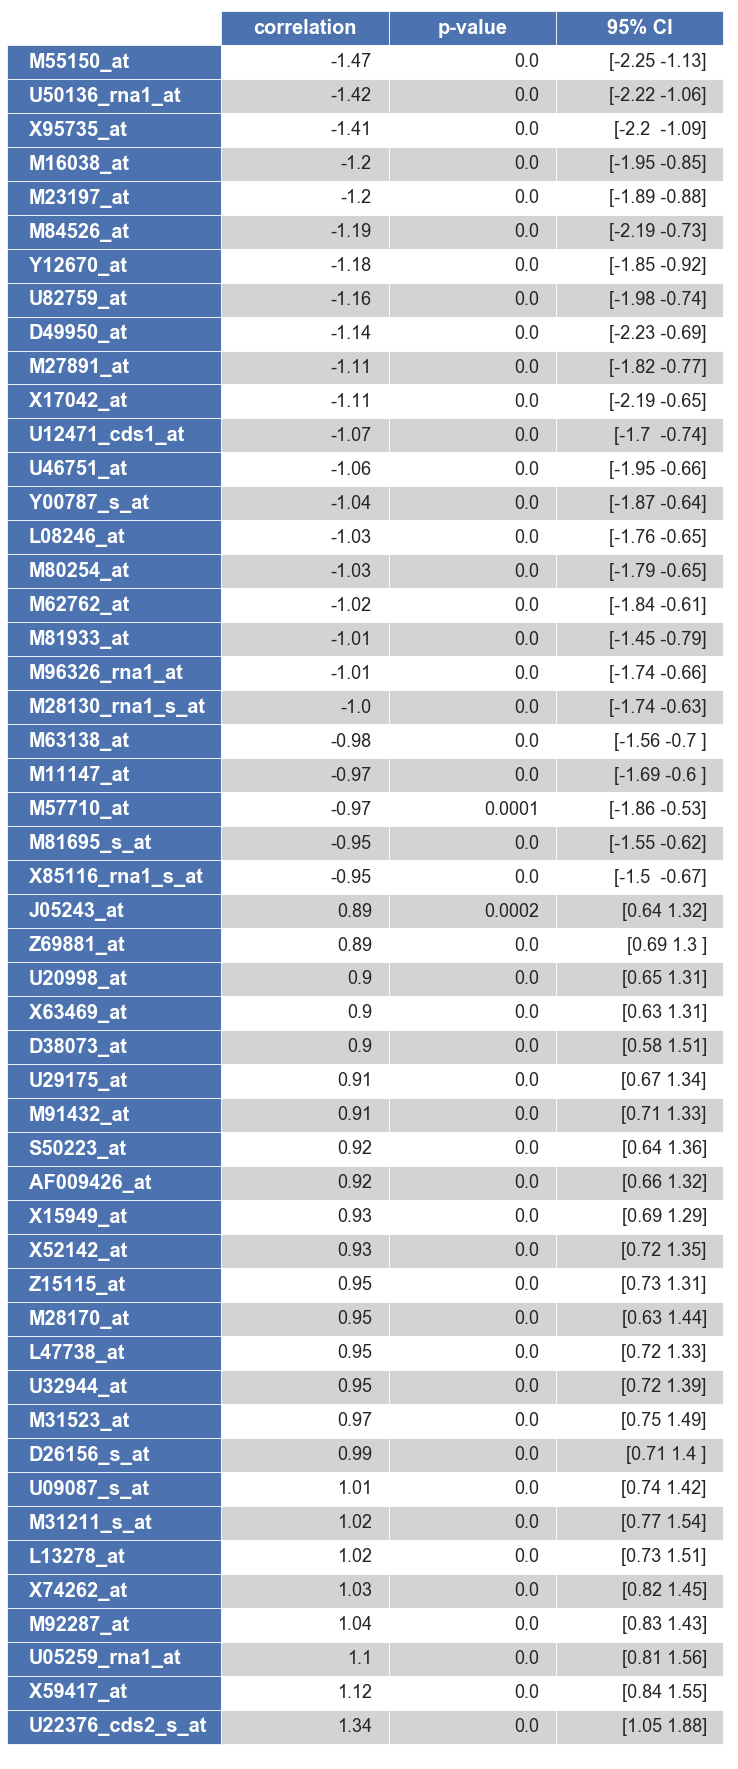 correlation p-value 95% CI
M55150_at -1.47 0.0 [-2.25 -1.13]
U50136_rna1_at -1.42 0.0 [-2.22 -1.06]
X95735_at -1.41 0.0 [-2.2  -1.09]
M16038_at -1.2 0.0 [-1.95 -0.85]
M23197_at -1.2 0.0 [-1.89 -0.88]
M84526_at -1.19 0.0 [-2.19 -0.73]
Y12670_at -1.18 0.0 [-1.85 -0.92]
U82759_at -1.16 0.0 [-1.98 -0.74]
D49950_at -1.14 0.0 [-2.23 -0.69]
M27891_at -1.11 0.0 [-1.82 -0.77]
X17042_at -1.11 0.0 [-2.19 -0.65]
U12471_cds1_at -1.07 0.0 [-1.7  -0.74]
U46751_at -1.06 0.0 [-1.95 -0.66]
Y00787_s_at -1.04 0.0 [-1.87 -0.64]
L08246_at -1.03 0.0 [-1.76 -0.65]
M80254_at -1.03 0.0 [-1.79 -0.65]
M62762_at -1.02 0.0 [-1.84 -0.61]
M81933_at -1.01 0.0 [-1.45 -0.79]
M96326_rna1_at -1.01 0.0 [-1.74 -0.66]
M28130_rna1_s_at -1.0 0.0 [-1.74 -0.63]
M63138_at -0.98 0.0 [-1.56 -0.7 ]
M11147_at -0.97 0.0 [-1.69 -0.6 ]
M57710_at -0.97 0.0001 [-1.86 -0.53]
M81695_s_at -0.95 0.0 [-1.55 -0.62]
X85116_rna1_s_at -0.95 0.0 [-1.5  -0.67]
J05243_at 0.89 0.0002 [0.64 1.32]
Z69881_at 0.89 0.0 [0.69 1.3 ]
U20998_at 0.9 0.0 [0.65 1.31]
X63469_at 0.9 0.0 [0.63 1.31]
D38073_at 0.9 0.0 [0.58 1.51]
U29175_at 0.91 0.0 [0.67 1.34]
M91432_at 0.91 0.0 [0.71 1.33]
S50223_at 0.92 0.0 [0.64 1.36]
AF009426_at 0.92 0.0 [0.66 1.32]
X15949_at 0.93 0.0 [0.69 1.29]
X52142_at 0.93 0.0 [0.72 1.35]
Z15115_at 0.95 0.0 [0.73 1.31]
M28170_at 0.95 0.0 [0.63 1.44]
L47738_at 0.95 0.0 [0.72 1.33]
U32944_at 0.95 0.0 [0.72 1.39]
M31523_at 0.97 0.0 [0.75 1.49]
D26156_s_at 0.99 0.0 [0.71 1.4 ]
U09087_s_at 1.01 0.0 [0.74 1.42]
M31211_s_at 1.02 0.0 [0.77 1.54]
L13278_at 1.02 0.0 [0.73 1.51]
X74262_at 1.03 0.0 [0.82 1.45]
M92287_at 1.04 0.0 [0.83 1.43]
U05259_rna1_at 1.1 0.0 [0.81 1.56]
X59417_at 1.12 0.0 [0.84 1.55]
U22376_cds2_s_at 1.34 0.0 [1.05 1.88]